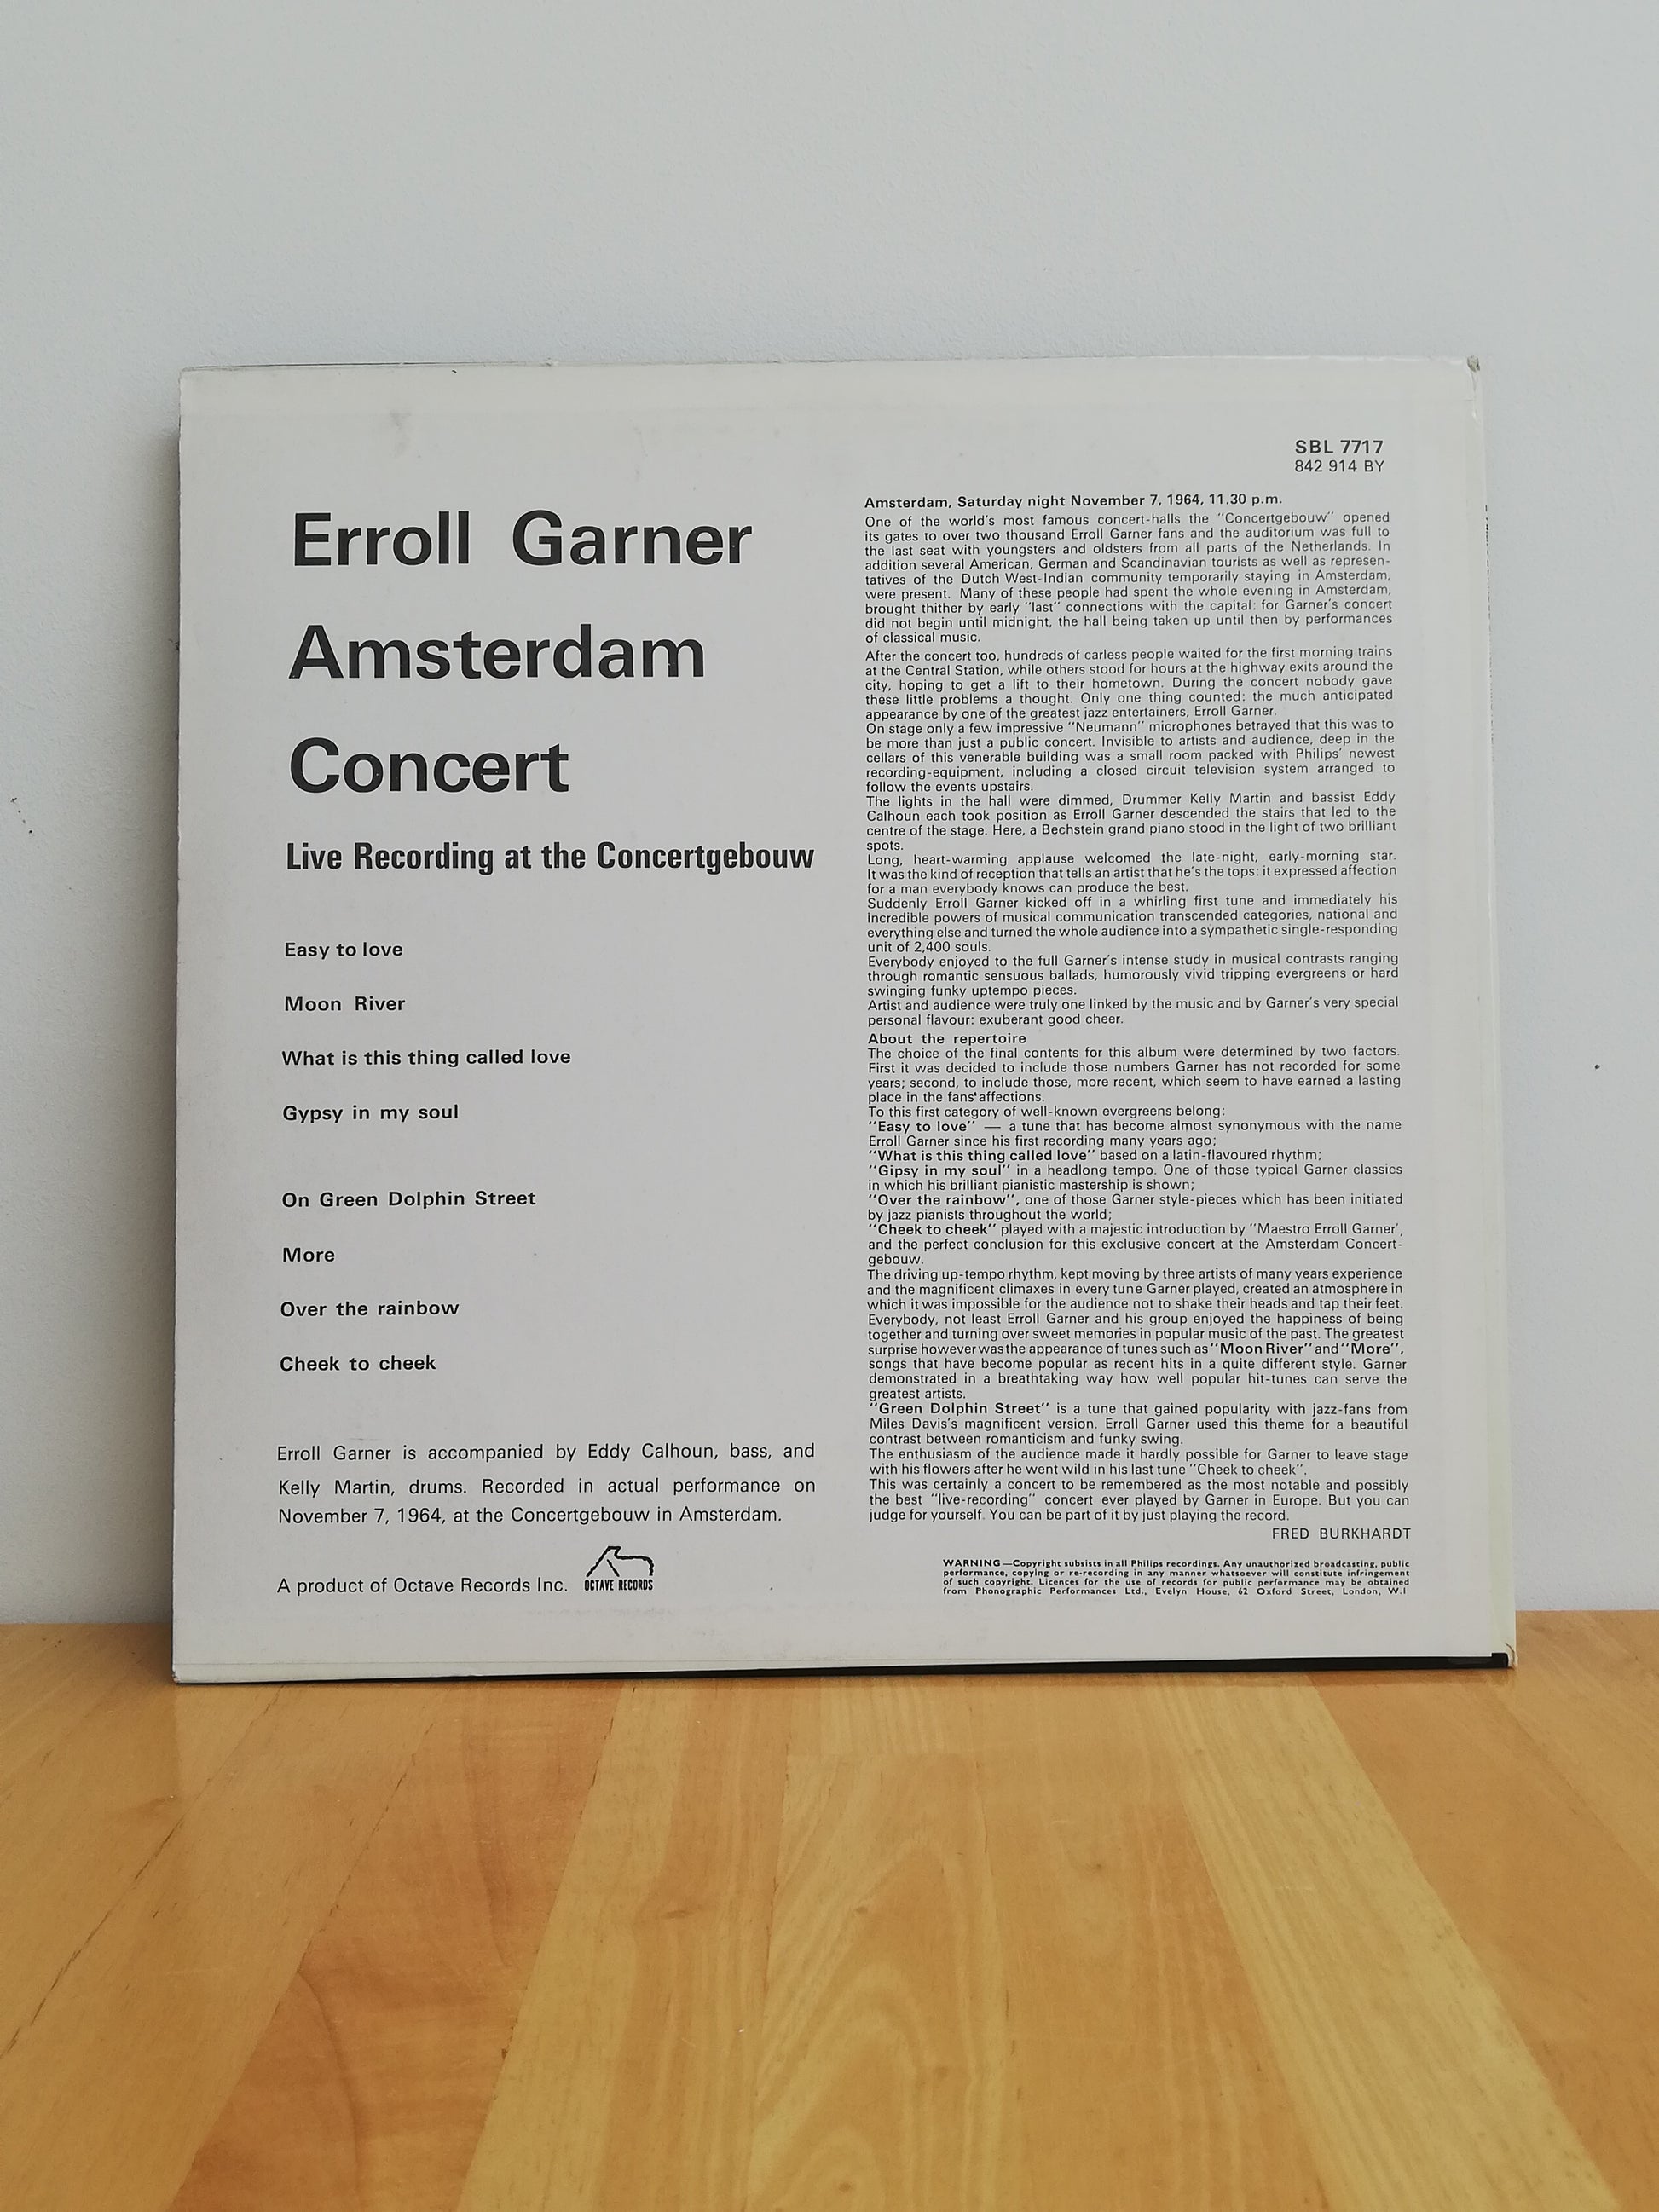 Erroll Garner
Amsterdam
Concert
Live Recording at the Concertgebouw
Easy to love
Moon River
What is this thing called love
Gypsy in my soul
On Green Dolphin Street
More
Over the rainbow
Cheek to cheek
Erroll Garner is accompanied by Eddy Calhoun, bass, and
Kelly Martin, drums. Recorded in actual performance on
November 7, 1964, at the Concertgebouw in Amsterdam.
A product of Octave Records Inc.
OCTAVE RECORDS
SBL 7717
842 914 BY
Amsterdam, Saturday night November 7, 1964, 11.30 p.m.
One of the world's most famous concert-halls the "Concertgebouw" opened
its gates to over two thousand Erroll Garner fans and the auditorium was full to
the last seat with youngsters and oldsters from all parts of the Netherlands. In
addition several American, German and Scandinavian tourists as well as represen-
tatives of the Dutch West-Indian community temporarily staying in Amsterdam,
were present. Many of these people had spent the whole evening in Amsterdam,
brought thither by early "last" connections with the capital: for Garner's concert
did not begin until midnight, the hall being taken up until then by performances
of classical music.
After the concert too, hundreds of carless people waited for the first morning trains
at the Central Station, while others stood for hours at the highway exits around the
city, hoping to get a lift to their hometown. During the concert nobody gave
these little problems a thought. Only one thing counted: the much anticipated
appearance by one of the greatest jazz entertainers, Erroll Garner.
On stage only a few impressive "Neumann" microphones betrayed that this was to
be more than just a public concert. Invisible to artists and audience, deep in the
cellars of this venerable building was a small room packed with Philips' newest
recording-equipment, including a closed circuit television system arranged to
follow the events upstairs.
The lights in the hall were dimmed, Drummer Kelly Martin and bassist Eddy
Calhoun each took position as Erroll Garner descended the stairs that led to the
centre of the stage. Here, a Bechstein grand piano stood in the light of two brilliant
spots.
Long, heart-warming applause welcomed the late-night, early-morning star.
It was the kind of reception that tells an artist that he's the tops: it expressed affection
for a man everybody knows can produce the best.
Suddenly Erroll Garner kicked off in a whirling first tune and immediately his
incredible powers of musical communication transcended categories, national and
everything else and turned the whole audience into a sympathetic single-responding
unit of 2,400 souls.
Everybody enjoyed to the full Garner's intense study in musical contrasts ranging
through romantic sensuous ballads, humorously vivid tripping evergreens or hard
swinging funky uptempo pieces.
Artist and audience were truly one linked by the music and by Garner's very special
personal flavour: exuberant good cheer.
About the repertoire
The choice of the final contents for this album were determined by two factors.
First it was decided to include those numbers Garner has not recorded for some
years; second, to include those, more recent, which seem to have earned a lasting
place in the fans' affections.
To this first category of well-known evergreens belong:
"Easy to love" — a tune that has become almost synonymous with the name
Erroll Garner since his first recording many years ago;
"What is this thing called love" based on a latin-flavoured rhythm;
"Gipsy in my soul" in a headlong tempo. One of those typical Garner classics
in which his brilliant pianistic mastership is shown;
"Over the rainbow", one of those Garner style-pieces which has been initiated
by jazz pianists throughout the world;
"Cheek to cheek" played with a majestic introduction by "Maestro Erroll Garner',
and the perfect conclusion for this exclusive concert at the Amsterdam Concert-
gebouw.
The driving up-tempo rhythm, kept moving by three artists of many years experience
and the magnificent climaxes in every tune Garner played, created an atmosphere in
which it was impossible for the audience not to shake their heads and tap their feet.
Everybody, not least Erroll Garner and his group enjoyed the happiness of being
together and turning over sweet memories in popular music of the past. The greatest
surprise however was the appearance of tunes such as "Moon River" and "More",
songs that have become popular as recent hits in a quite different style. Garner
demonstrated in a breathtaking way how well popular hit-tunes can serve the
greatest artists.
"Green Dolphin Street" is a tune that gained popularity with jazz-fans from
Miles Davis's magnificent version. Erroll Garner used this theme for a beautiful
contrast between romanticism and funky swing.
The enthusiasm of the audience made it hardly possible for Garner to leave stage
with his flowers after he went wild in his last tune "Cheek to cheek".
This was certainly a concert to be remembered as the most notable and possibly
the best "live-recording" concert ever played by Garner in Europe. But you can
judge for yourself. You can be part of it by just playing the record.
FRED BURKHARDT
WARNING—Copyright subsists in all Philips recordings. Any unauthorized broadcasting, public
performance, copying or re-recording in any manner whatsoever will constitute infringement
of such copyright. Licences for the use of records for public performance may be obtained
from Phonographic Performances Ltd., Evelyn House, 62 Oxford Street, London, W.1